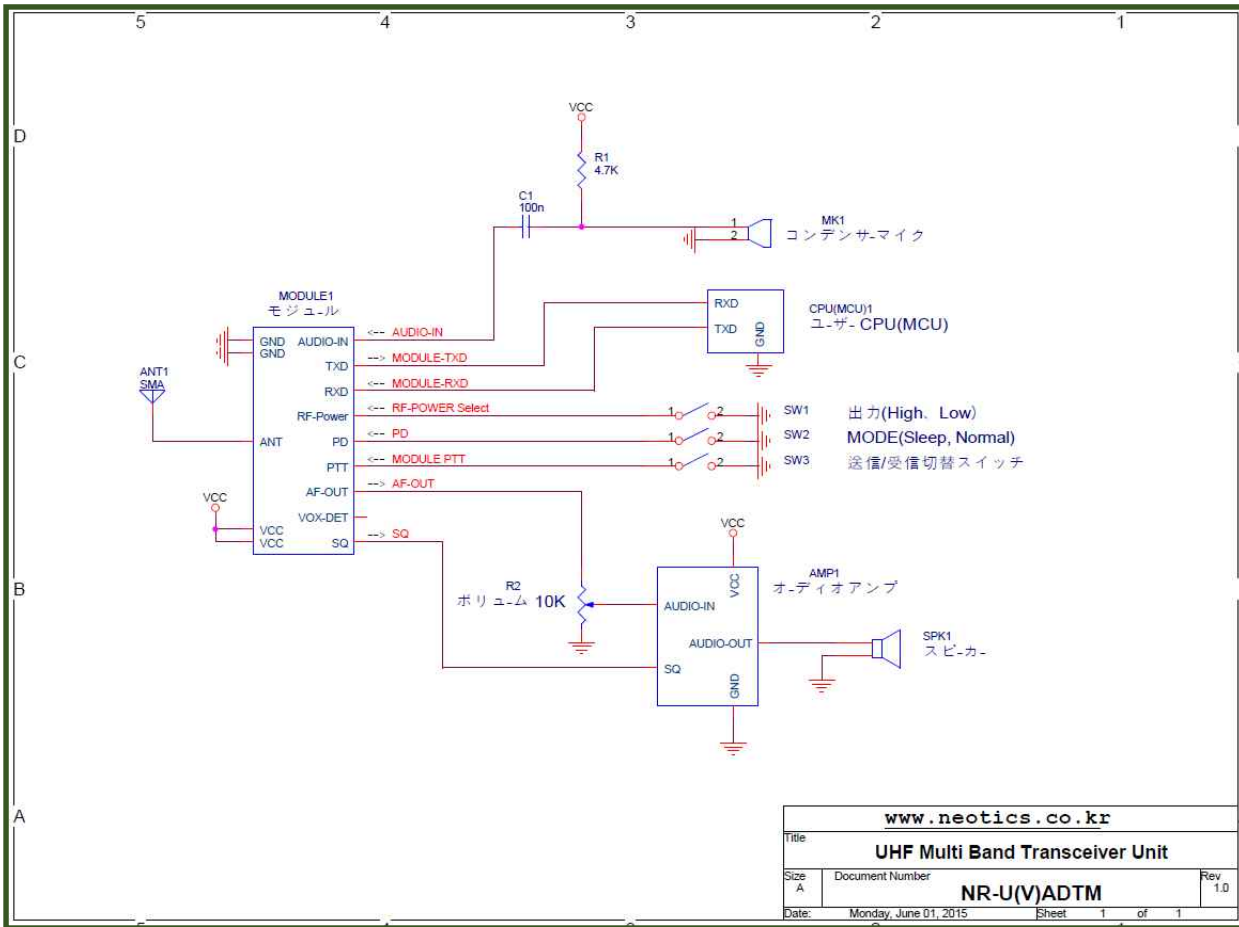 5 4 3 2 1
D
VCC
R1
4.7K
C1
100n
1
2
MK1
コンデンサ-マイク
MODULE1
モジュ-ル
GND
GND
AUDIO-IN
<-- AUDIO-IN
TXD
--> MODULE-TXD
RXD
<-- MODULE-RXD
RF-Power
<-- RF-POWER Select
ANT
PD
<-- PD
PTT
<-- MODULE PTT
AF-OUT
--> AF-OUT
VOX-DET
VCC
VCC
SQ
--> SQ
VCC
RXD
TXD
GND
CPU(MCU)1
ユ-ザ- CPU(MCU)
C
ANT1
SMA
1 2 SW1 出力(High、Low)
1 2 SW2 MODE(Sleep, Normal)
1 2 SW3 送信/受信切替スイッチ
B
R2
ボリュ-ム 10K
VCC
AMP1
オ-ディオアンプ
VCC
AUDIO-IN
AUDIO-OUT
SQ
GND
SPK1
スピ-カ-
A
www.neotics.co.kr
Title
UHF Multi Band Transceiver Unit
Size
A
Document Number
NR-U(V)ADTM
Rev
1.0
Date: Monday, June 01, 2015 Sheet 1 of 1